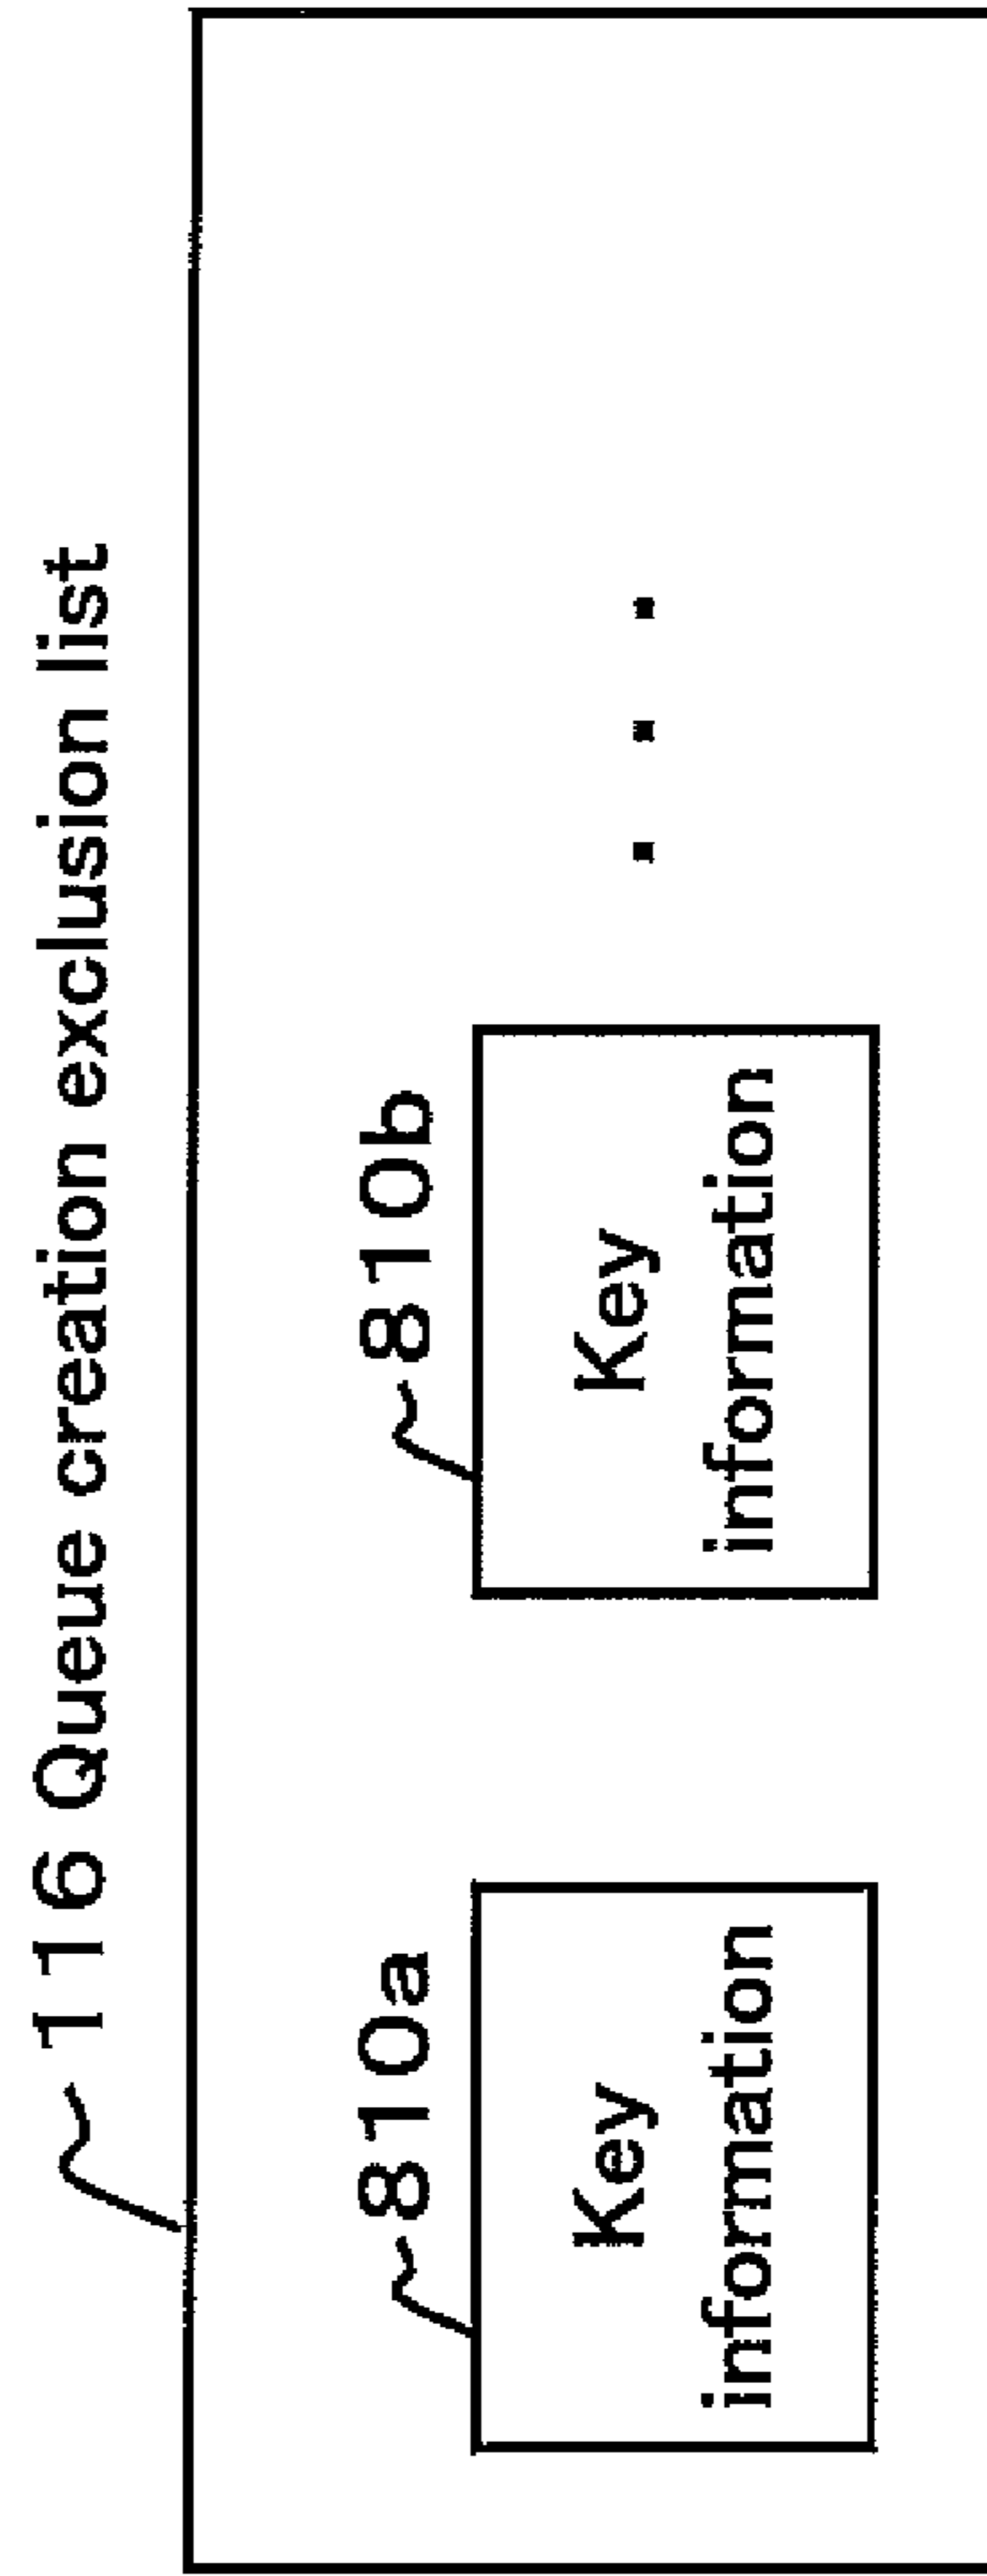 116 Queue creation exclusion list
810a
Key
information
810b
Key
information
. . .